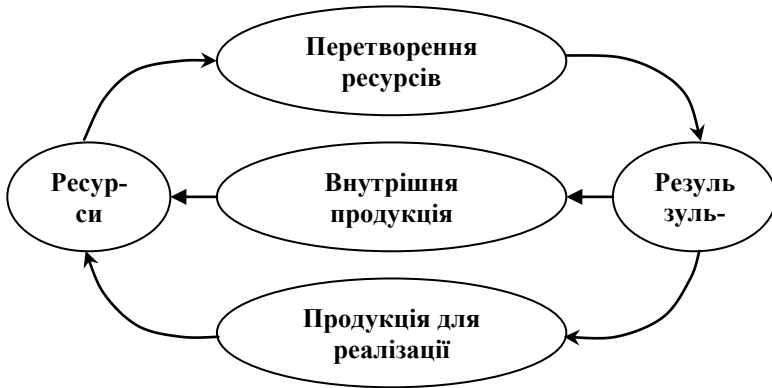 Перетворення
ресурсів
Ресур-
си
Внутрішня
продукція
Резуль
зуль-
Продукція для
реалізації